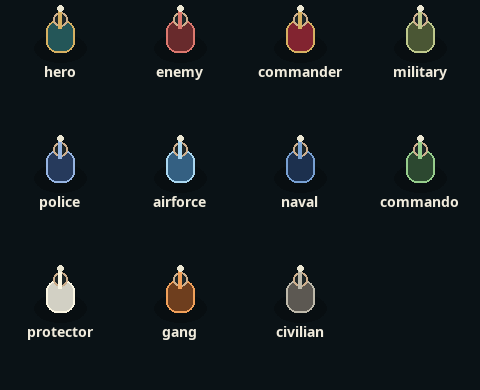 hero enemy commander military
police airforce naval commando
protector gang civilian